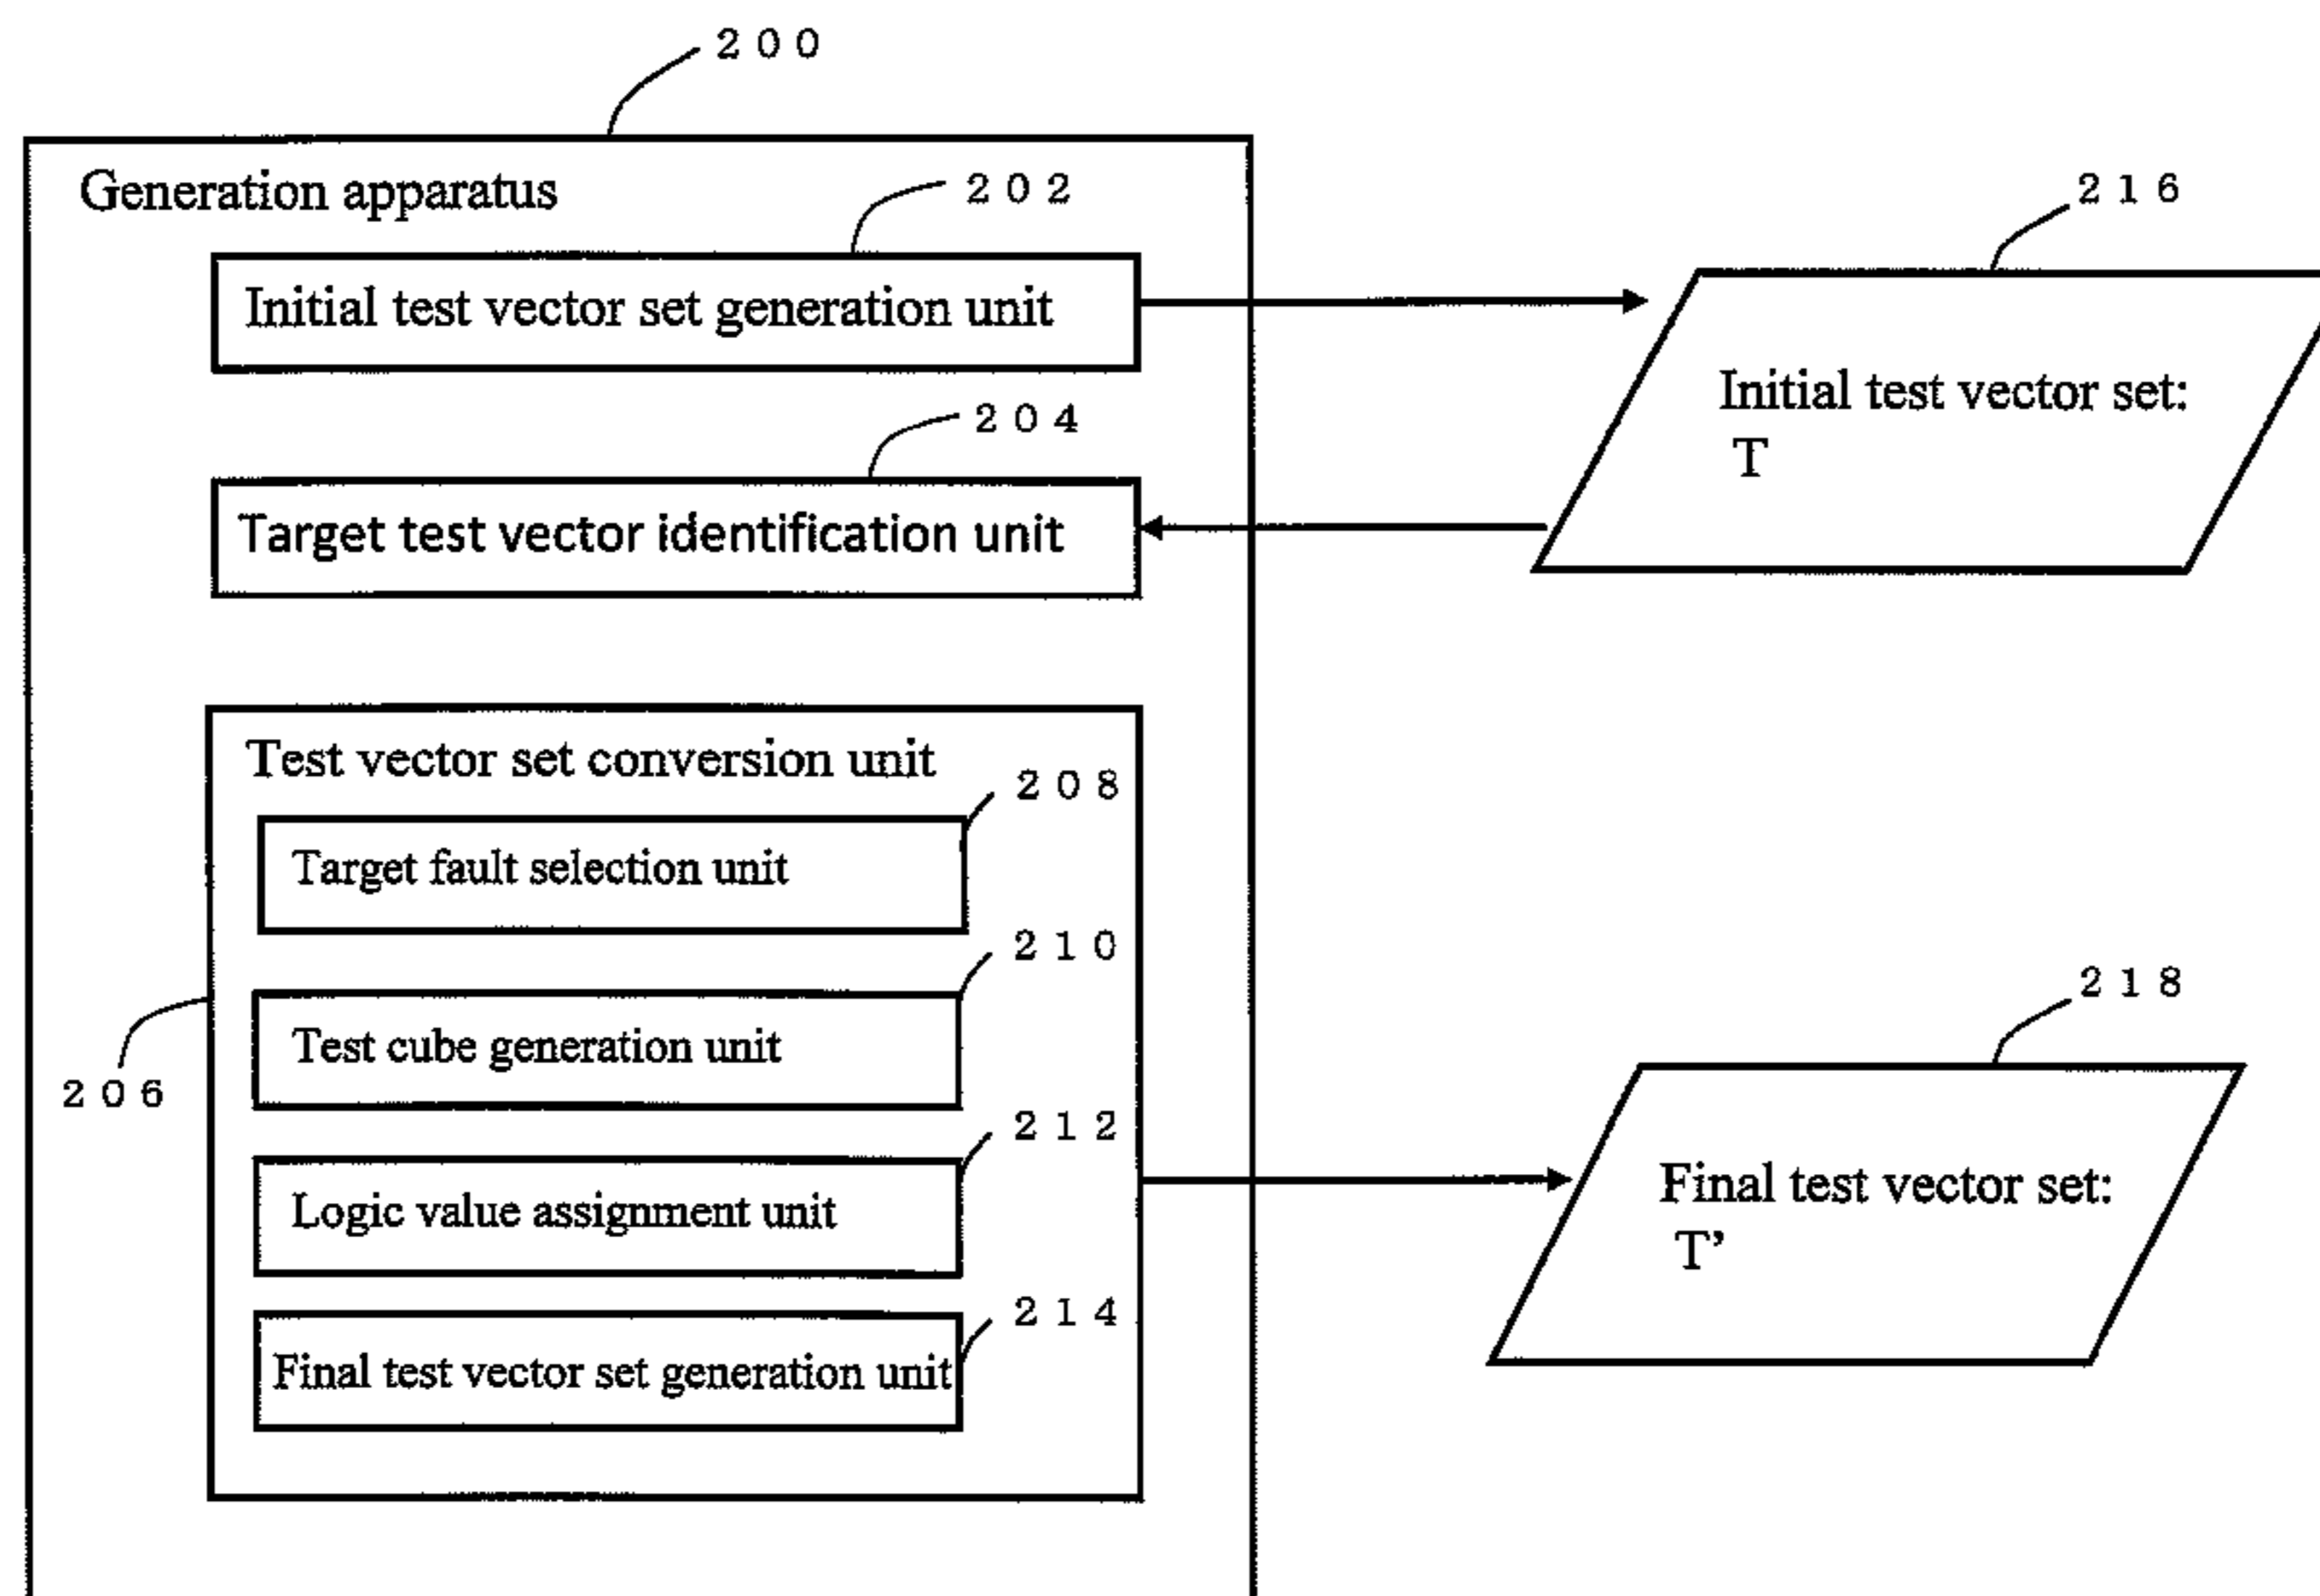 200
Generation apparatus
202
Initial test vector set generation unit
216
Initial test vector set:
T
204
Target test vector identification unit
Test vector set conversion unit
208
Target fault selection unit
210
Test cube generation unit
206
212
Logic value assignment unit
214
Final test vector set generation unit
218
Final test vector set:
T’